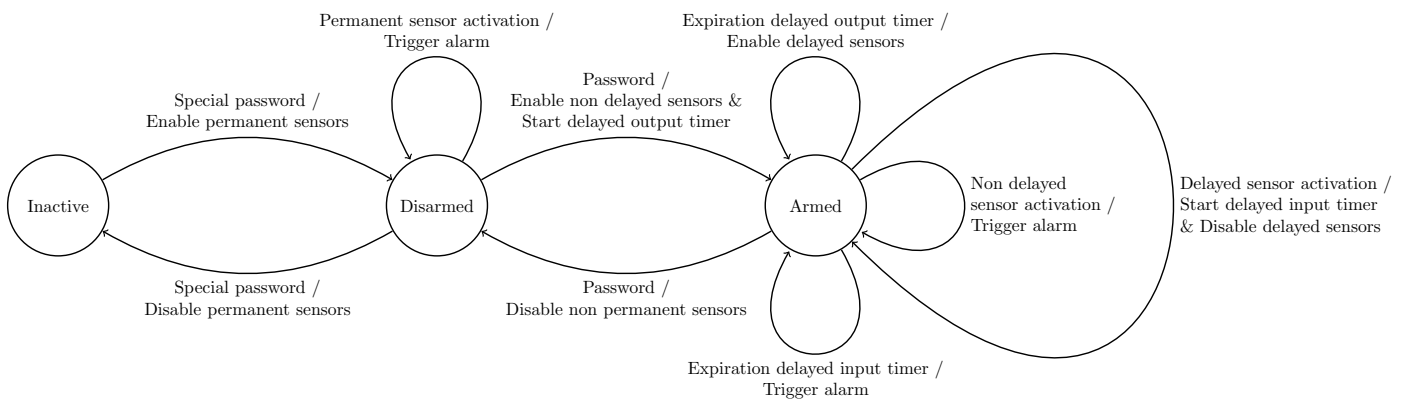 Permanent sensor activation /
Trigger alarm
Expiration delayed output timer /
Enable delayed sensors
Special password /
Enable permanent sensors
Password /
Enable non delayed sensors &
Start delayed output timer
Inactive
Disarmed
Armed
Non delayed
sensor activation /
Trigger alarm
Delayed sensor activation /
Start delayed input timer
& Disable delayed sensors
Special password /
Disable permanent sensors
Password /
Disable non permanent sensors
Expiration delayed input timer /
Trigger alarm